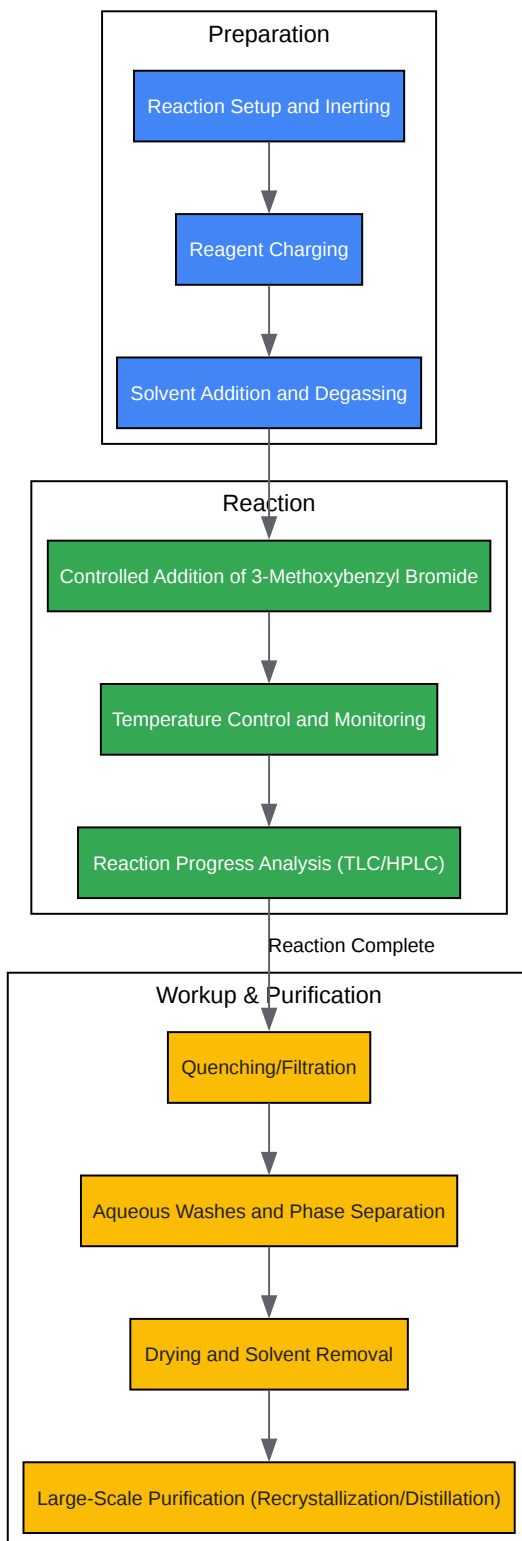 Preparation
Reaction Setup and Inerting
Reagent Charging
Solvent Addition and Degassing
Reaction
Controlled Addition of 3-Methoxybenzyl Bromide
Temperature Control and Monitoring
Reaction Progress Analysis (TLC/HPLC)
Reaction Complete
Workup & Purification
Quenching/Filtration
Aqueous Washes and Phase Separation
Drying and Solvent Removal
Large-Scale Purification (Recrystallization/Distillation)